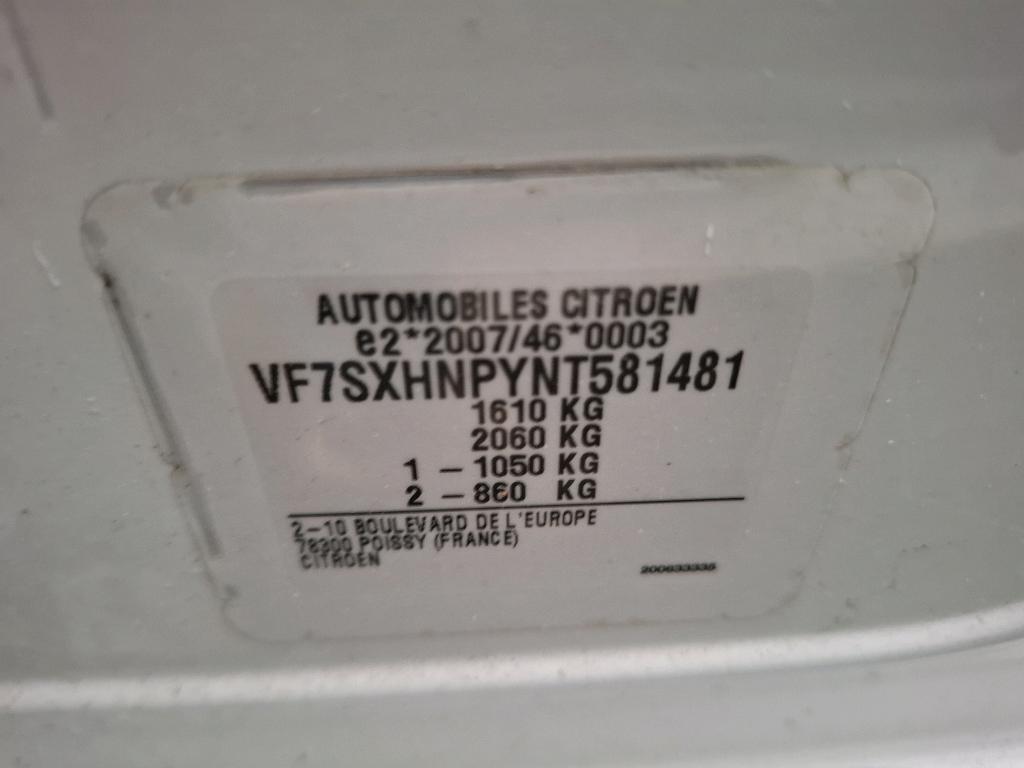 AUTOMOBILES CITROEN
e2*2007/46*0003
VF7SXHNPYNT581481
1610 KG
2060 KG
1 - 1050 KG
2 - 860 KG
2-10 BOULEVARD DE L'EUROPE
78300 POISSY (FRANCE)
CITROEN
200633335